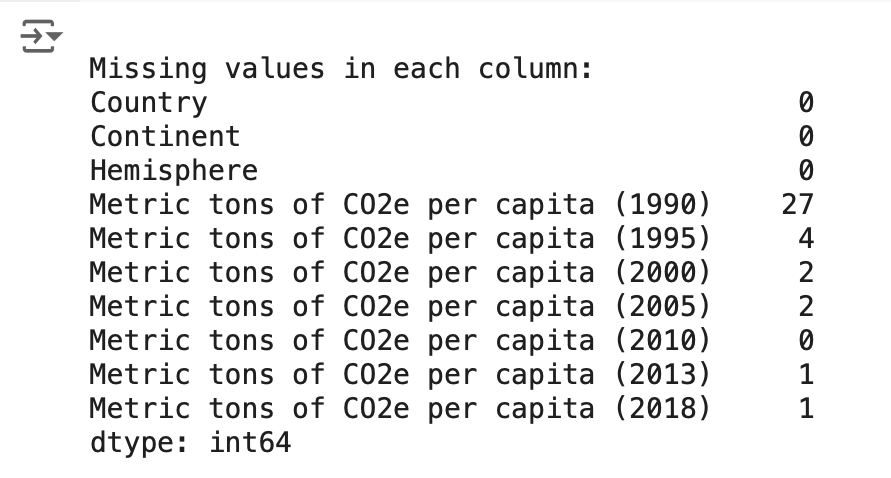 Missing values in each column:
Country 0
Continent 0
Hemisphere 0
Metric tons of CO2e per capita (1990) 27
Metric tons of CO2e per capita (1995) 4
Metric tons of CO2e per capita (2000) 2
Metric tons of CO2e per capita (2005) 2
Metric tons of CO2e per capita (2010) 0
Metric tons of CO2e per capita (2013) 1
Metric tons of CO2e per capita (2018) 1
dtype: int64